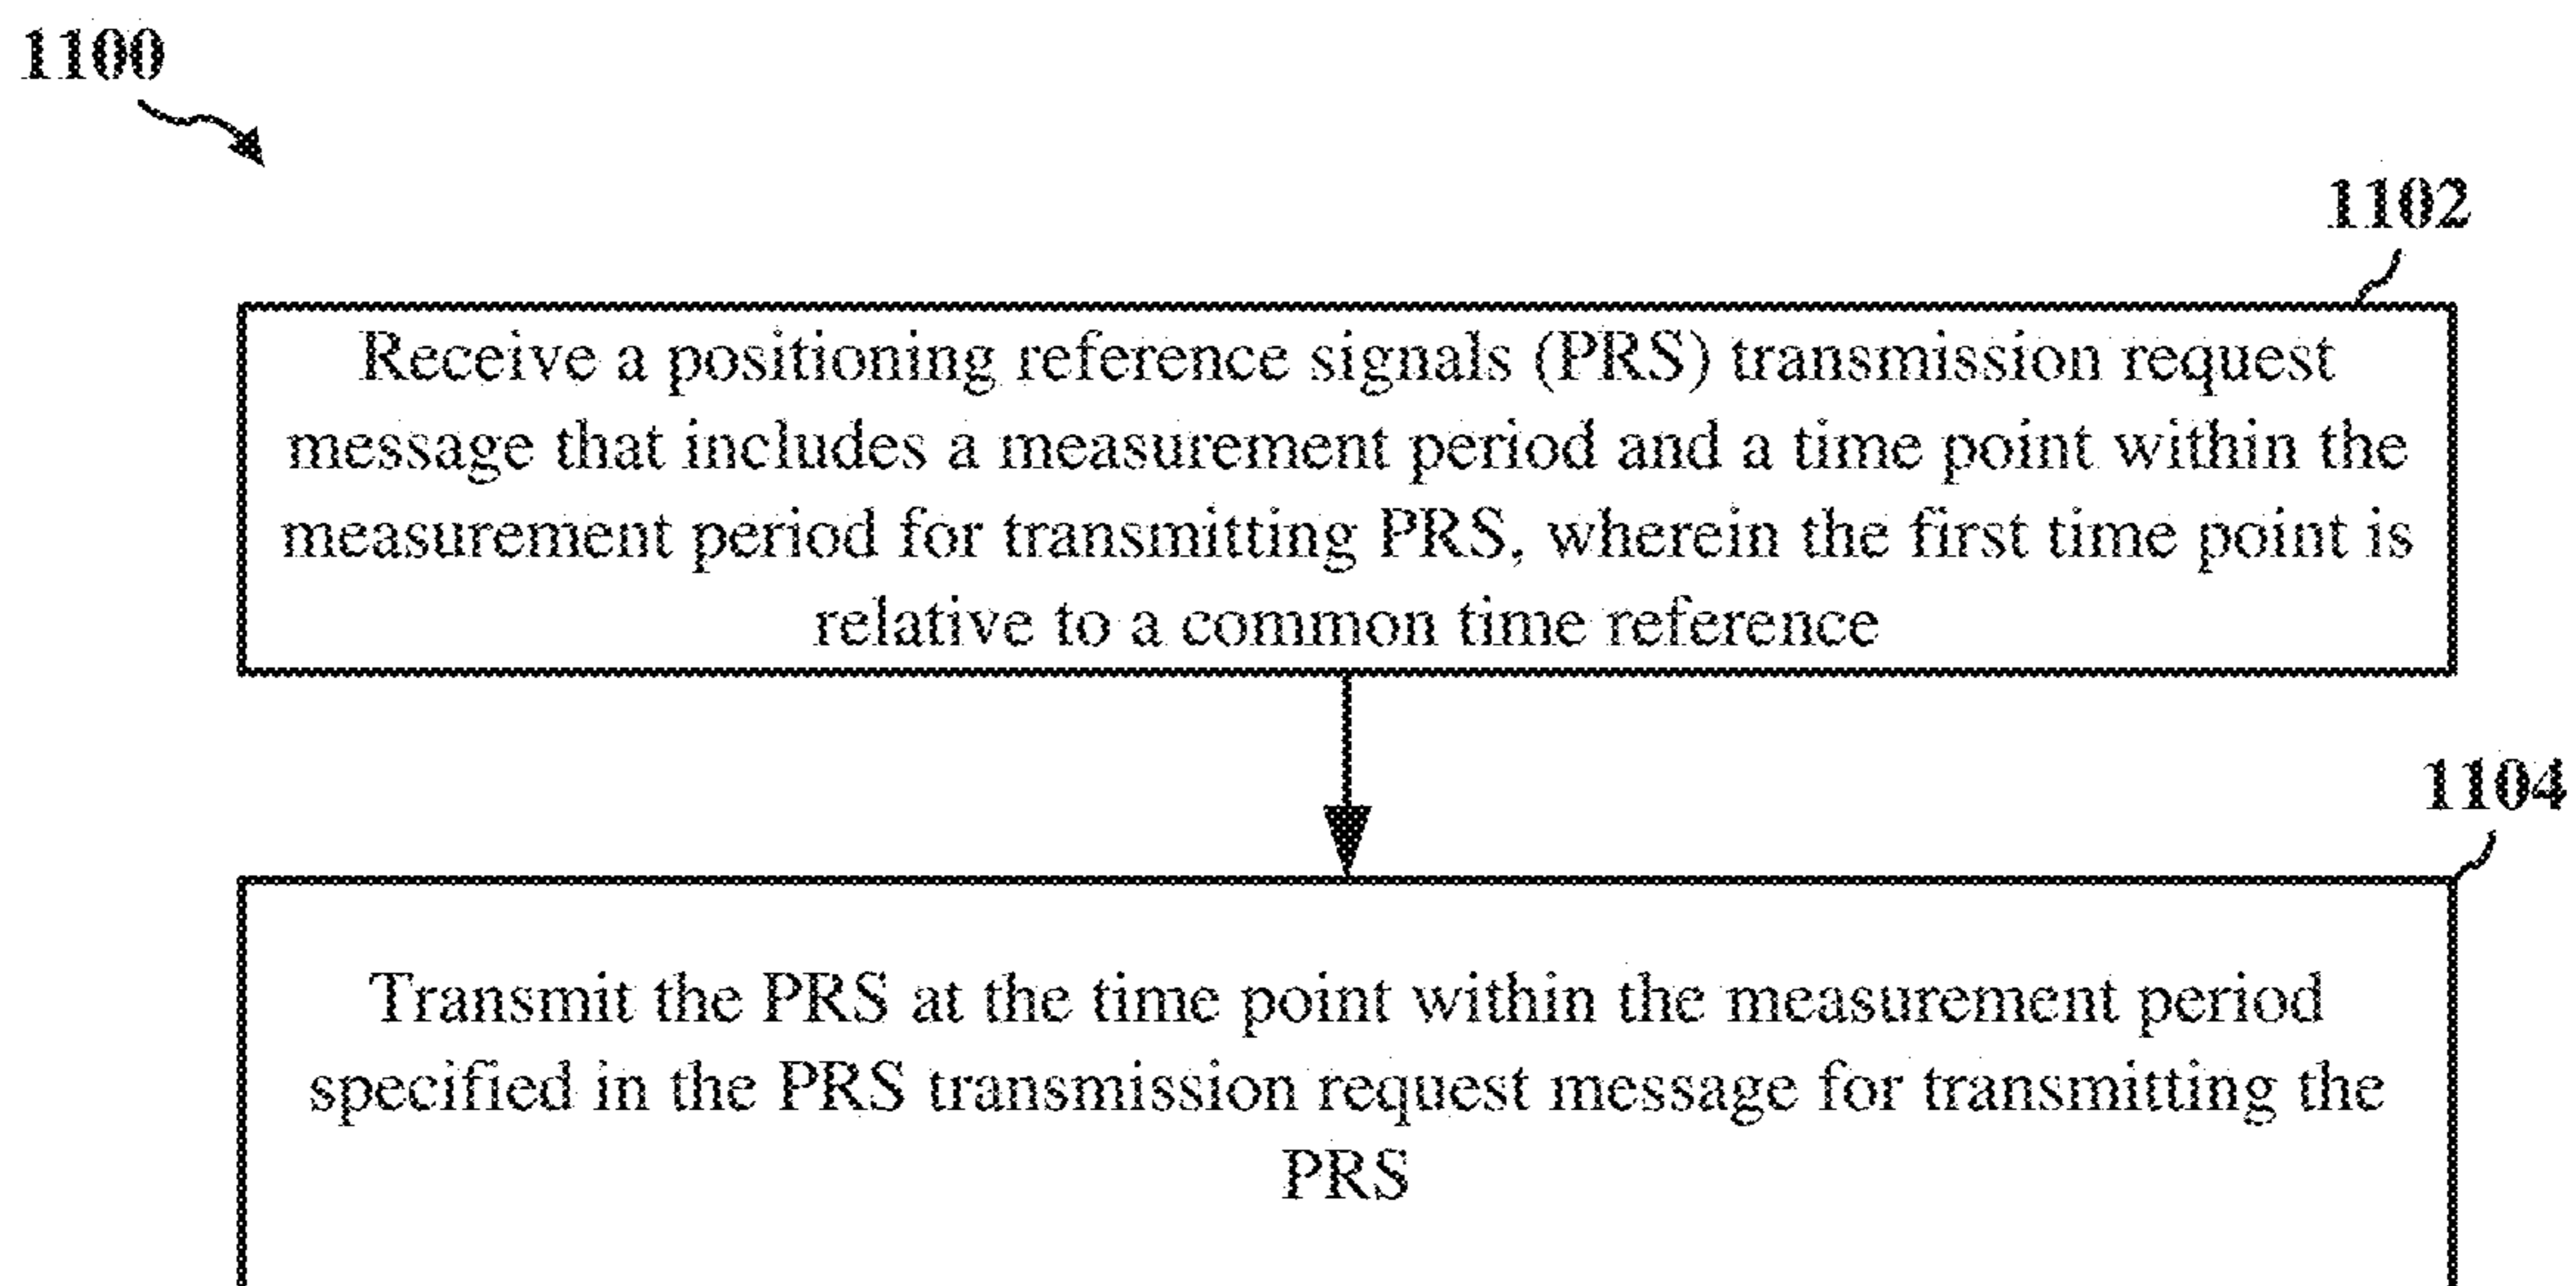 1100
1102
Receive a positioning reference signals (PRS) transmission request
message that includes a measurement period and a time point within the
measurement period for transmitting PRS, wherein the first time point is
relative to a common time reference
1104
Transmit the PRS at the time point within the measurement period
specified in the PRS transmission request message for transmitting the
PRS